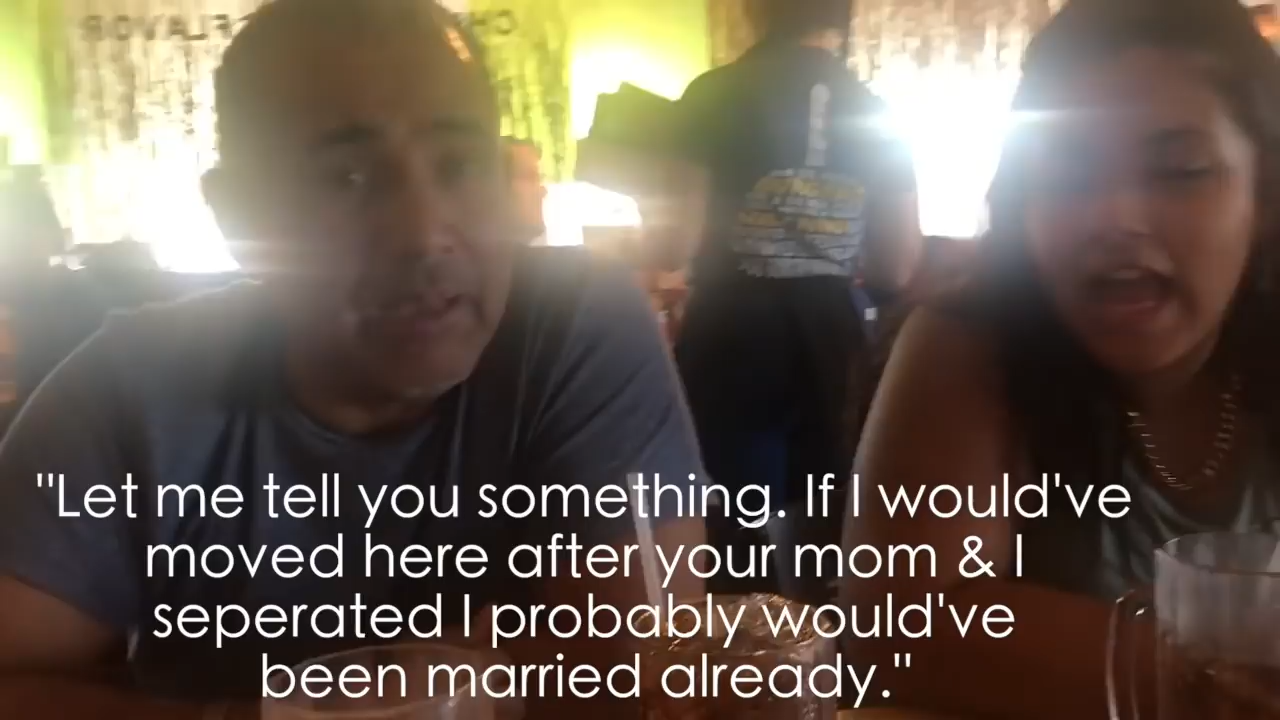 FLAVOR
"Let me tell you something. If I would've
moved here after your mom & I
seperated I probably would've
been married already."